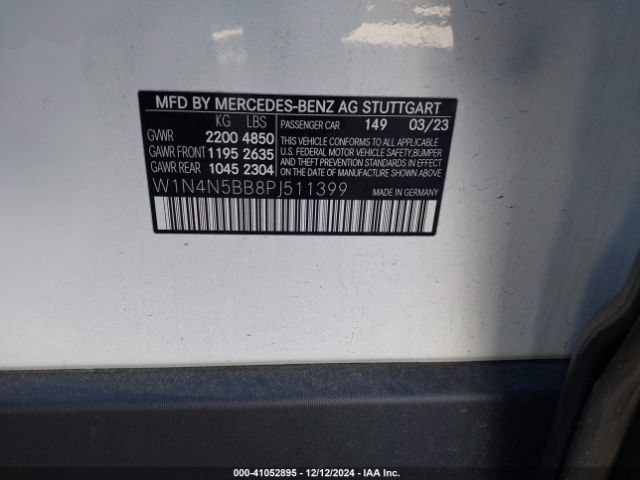 MFD BY MERCEDES-BENZ AG STUTTGART
KG LBS PASSENGER CAR 149 03/23
GVWR 2200 4850
GAWR FRONT 1195 2635
GAWR REAR 1045 2304
THIS VEHICLE CONFORMS TO ALL APPLICABLE
U.S. FEDERAL MOTOR VEHICLE SAFETY,BUMPER
AND THEFT PREVENTION STANDARDS IN EFFECT
ON THE DATE OF MANUFACTURE SHOWN ABOVE.
W1N4N5BB8PJ511399 MADE IN GERMANY
000-41052895 - 12/12/2024 - IAA Inc.